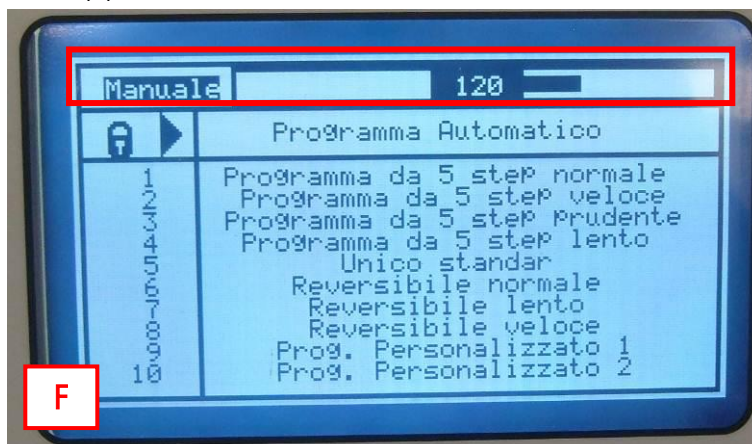 Manuale 120
Programma Automatico
1 Programma da 5 step normale
2 Programma da 5 step veloce
3 Programma da 5 step prudente
4 Programma da 5 step lento
5 Unico standar
6 Reversibile normale
7 Reversibile lento
8 Reversibile veloce
9 Prog. Personalizzato 1
10 Prog. Personalizzato 2
F